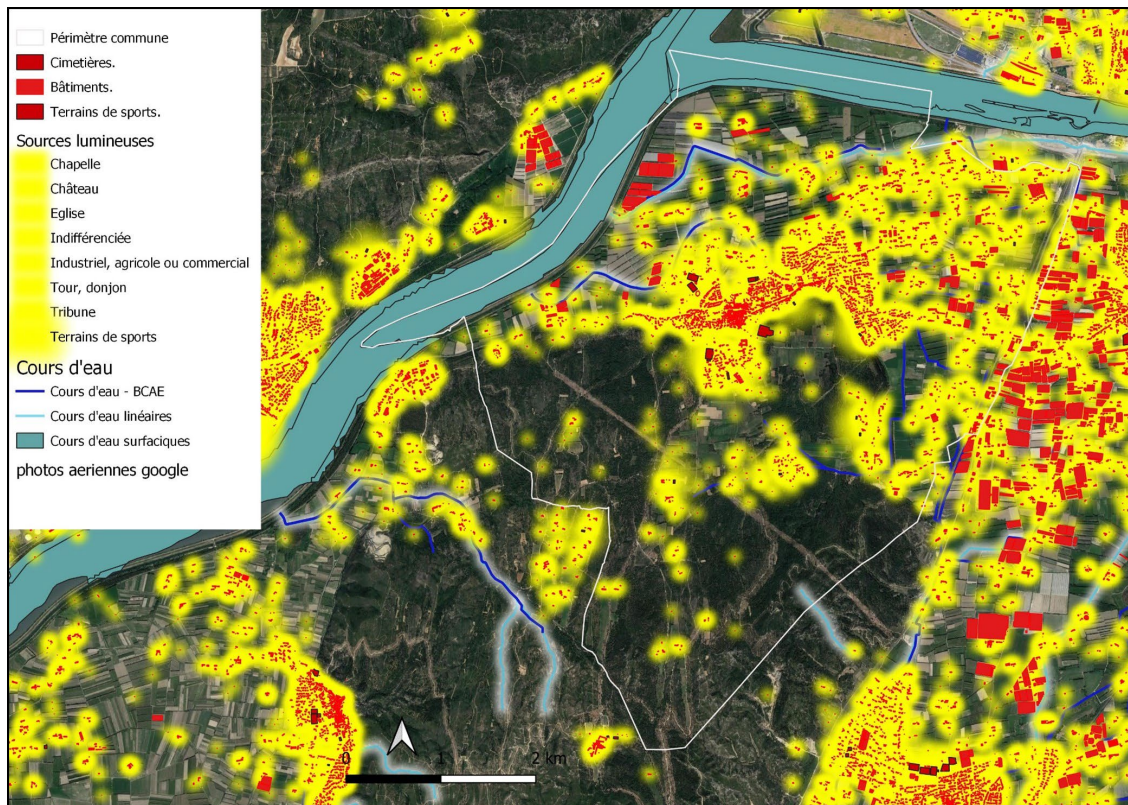 Périmètre commune
Cimetières.
Bâtiments.
Terrains de sports.
Sources lumineuses
Chapelle
Château
Eglise
Indifférenciée
Industriel, agricole ou commercial
Tour, donjon
Tribune
Terrains de sports
Cours d'eau
Cours d'eau - BCAE
Cours d'eau linéaires
Cours d'eau surfaciques
photos aeriennes google
0 1 2 km